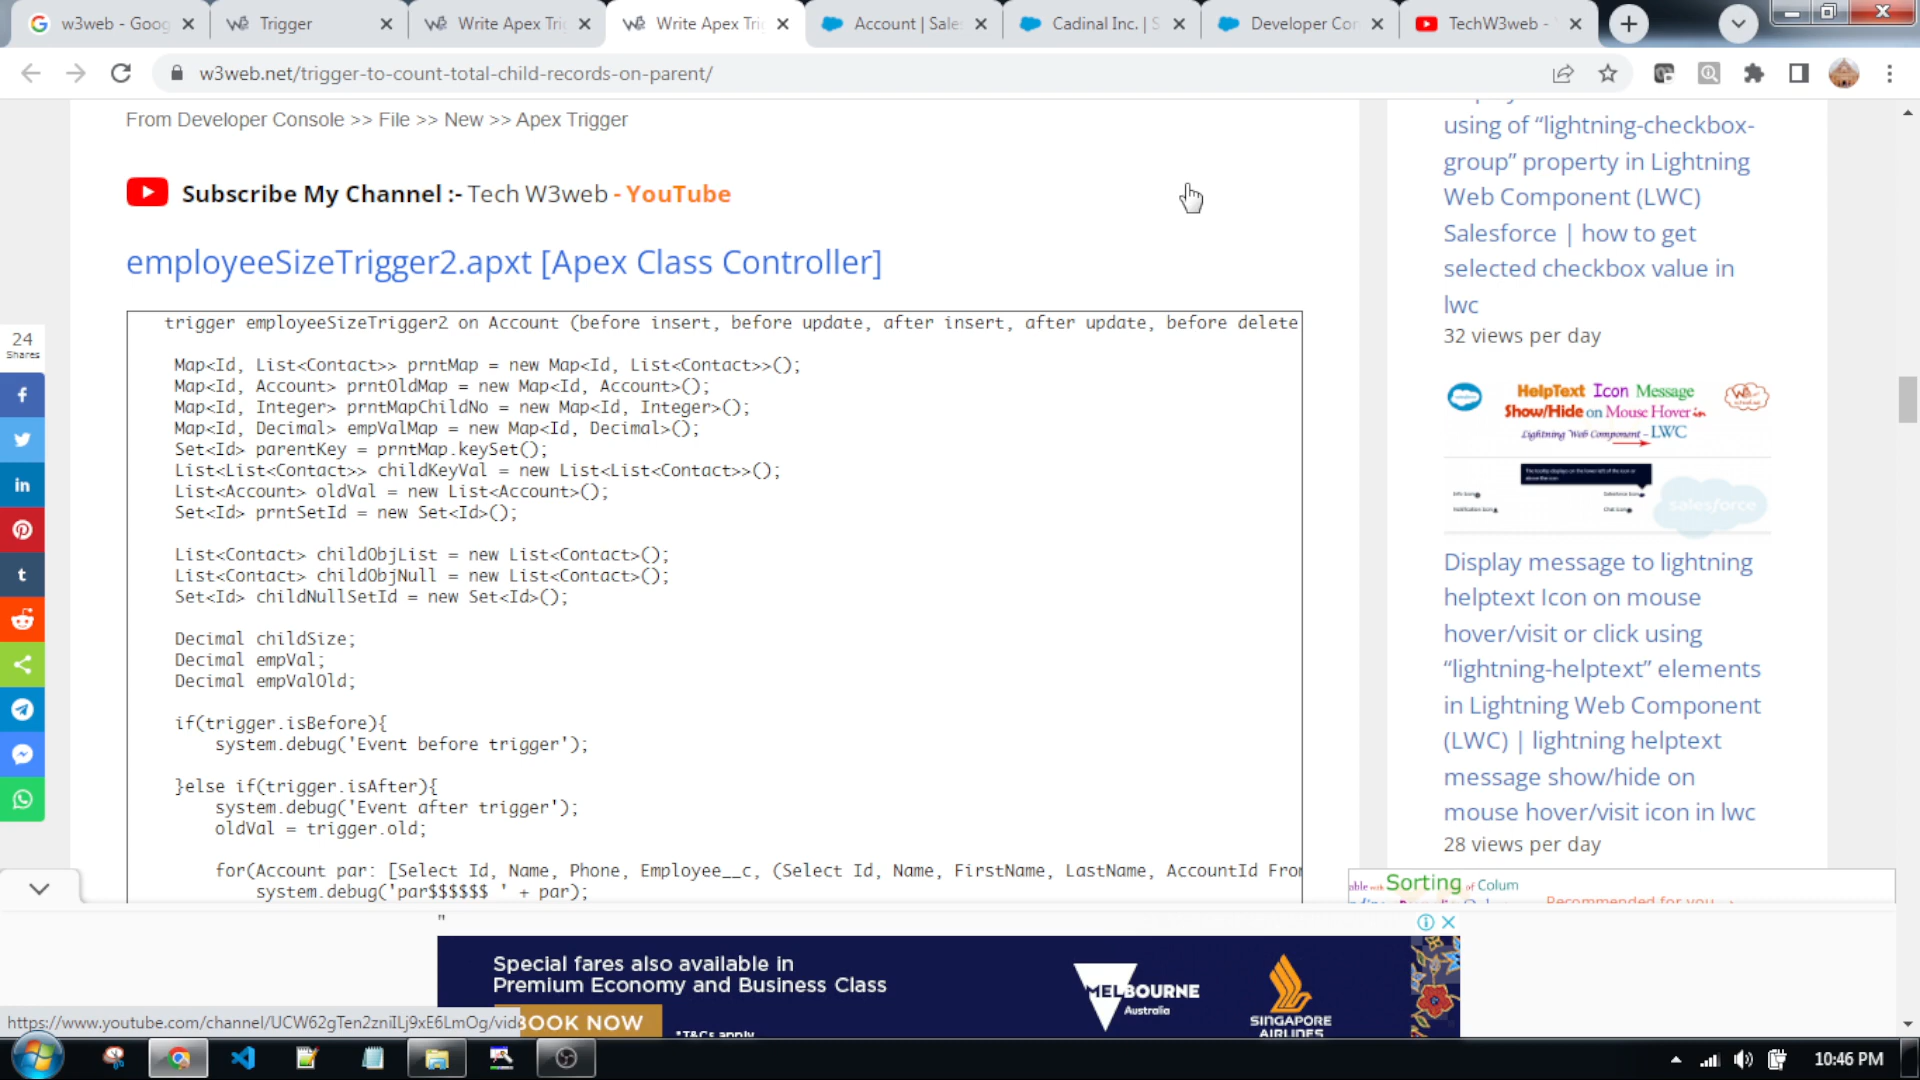 w3web - Goog
Trigger
Write Apex Tri
Write Apex Tri
Account | Sale
Cadinal Inc. | S
Developer Con
TechW3web -
w3web.net/trigger-to-count-total-child-records-on-parent/
From Developer Console >> File >> New >> Apex Trigger
Subscribe My Channel :- Tech W3web - YouTube
employeeSizeTrigger2.apxt [Apex Class Controller]
trigger employeeSizeTrigger2 on Account (before insert, before update, after insert, after update, before delete
Map<Id, List<Contact>> prntMap = new Map<Id, List<Contact>>();
Map<Id, Account> prntOldMap = new Map<Id, Account>();
Map<Id, Integer> prntMapChildNo = new Map<Id, Integer>();
Map<Id, Decimal> empValMap = new Map<Id, Decimal>();
Set<Id> parentKey = prntMap.keySet();
List<List<Contact>> childKeyVal = new List<List<Contact>>();
List<Account> oldVal = new List<Account>();
Set<Id> prntSetId = new Set<Id>();
List<Contact> childObjList = new List<Contact>();
List<Contact> childObjNull = new List<Contact>();
Set<Id> childNullSetId = new Set<Id>();
Decimal childSize;
Decimal empVal;
Decimal empValOld;
if(trigger.isBefore){
system.debug('Event before trigger');
}else if(trigger.isAfter){
system.debug('Event after trigger');
oldVal = trigger.old;
for(Account par: [Select Id, Name, Phone, Employee__c, (Select Id, Name, FirstName, LastName, AccountId Fro
system.debug('par$$$$$$ ' + par);
24
Shares
using of “lightning-checkbox-
group” property in Lightning
Web Component (LWC)
Salesforce | how to get
selected checkbox value in
lwc
32 views per day
HelpText Icon Message
Show/Hide on Mouse Hover in
Lightning Web Component – LWC
salesforce
Display message to lightning
helptext Icon on mouse
hover/visit or click using
“lightning-helptext” elements
in Lightning Web Component
(LWC) | lightning helptext
message show/hide on
mouse hover/visit icon in lwc
28 views per day
Sorting of Colum
Recommended for you
"
Special fares also available in
Premium Economy and Business Class
BOOK NOW
*T&Cs apply
MELBOURNE
Australia
SINGAPORE
AIRLINES
https://www.youtube.com/channel/UCW62gTen2zniILj9xE6LmOg/vid
10:46 PM